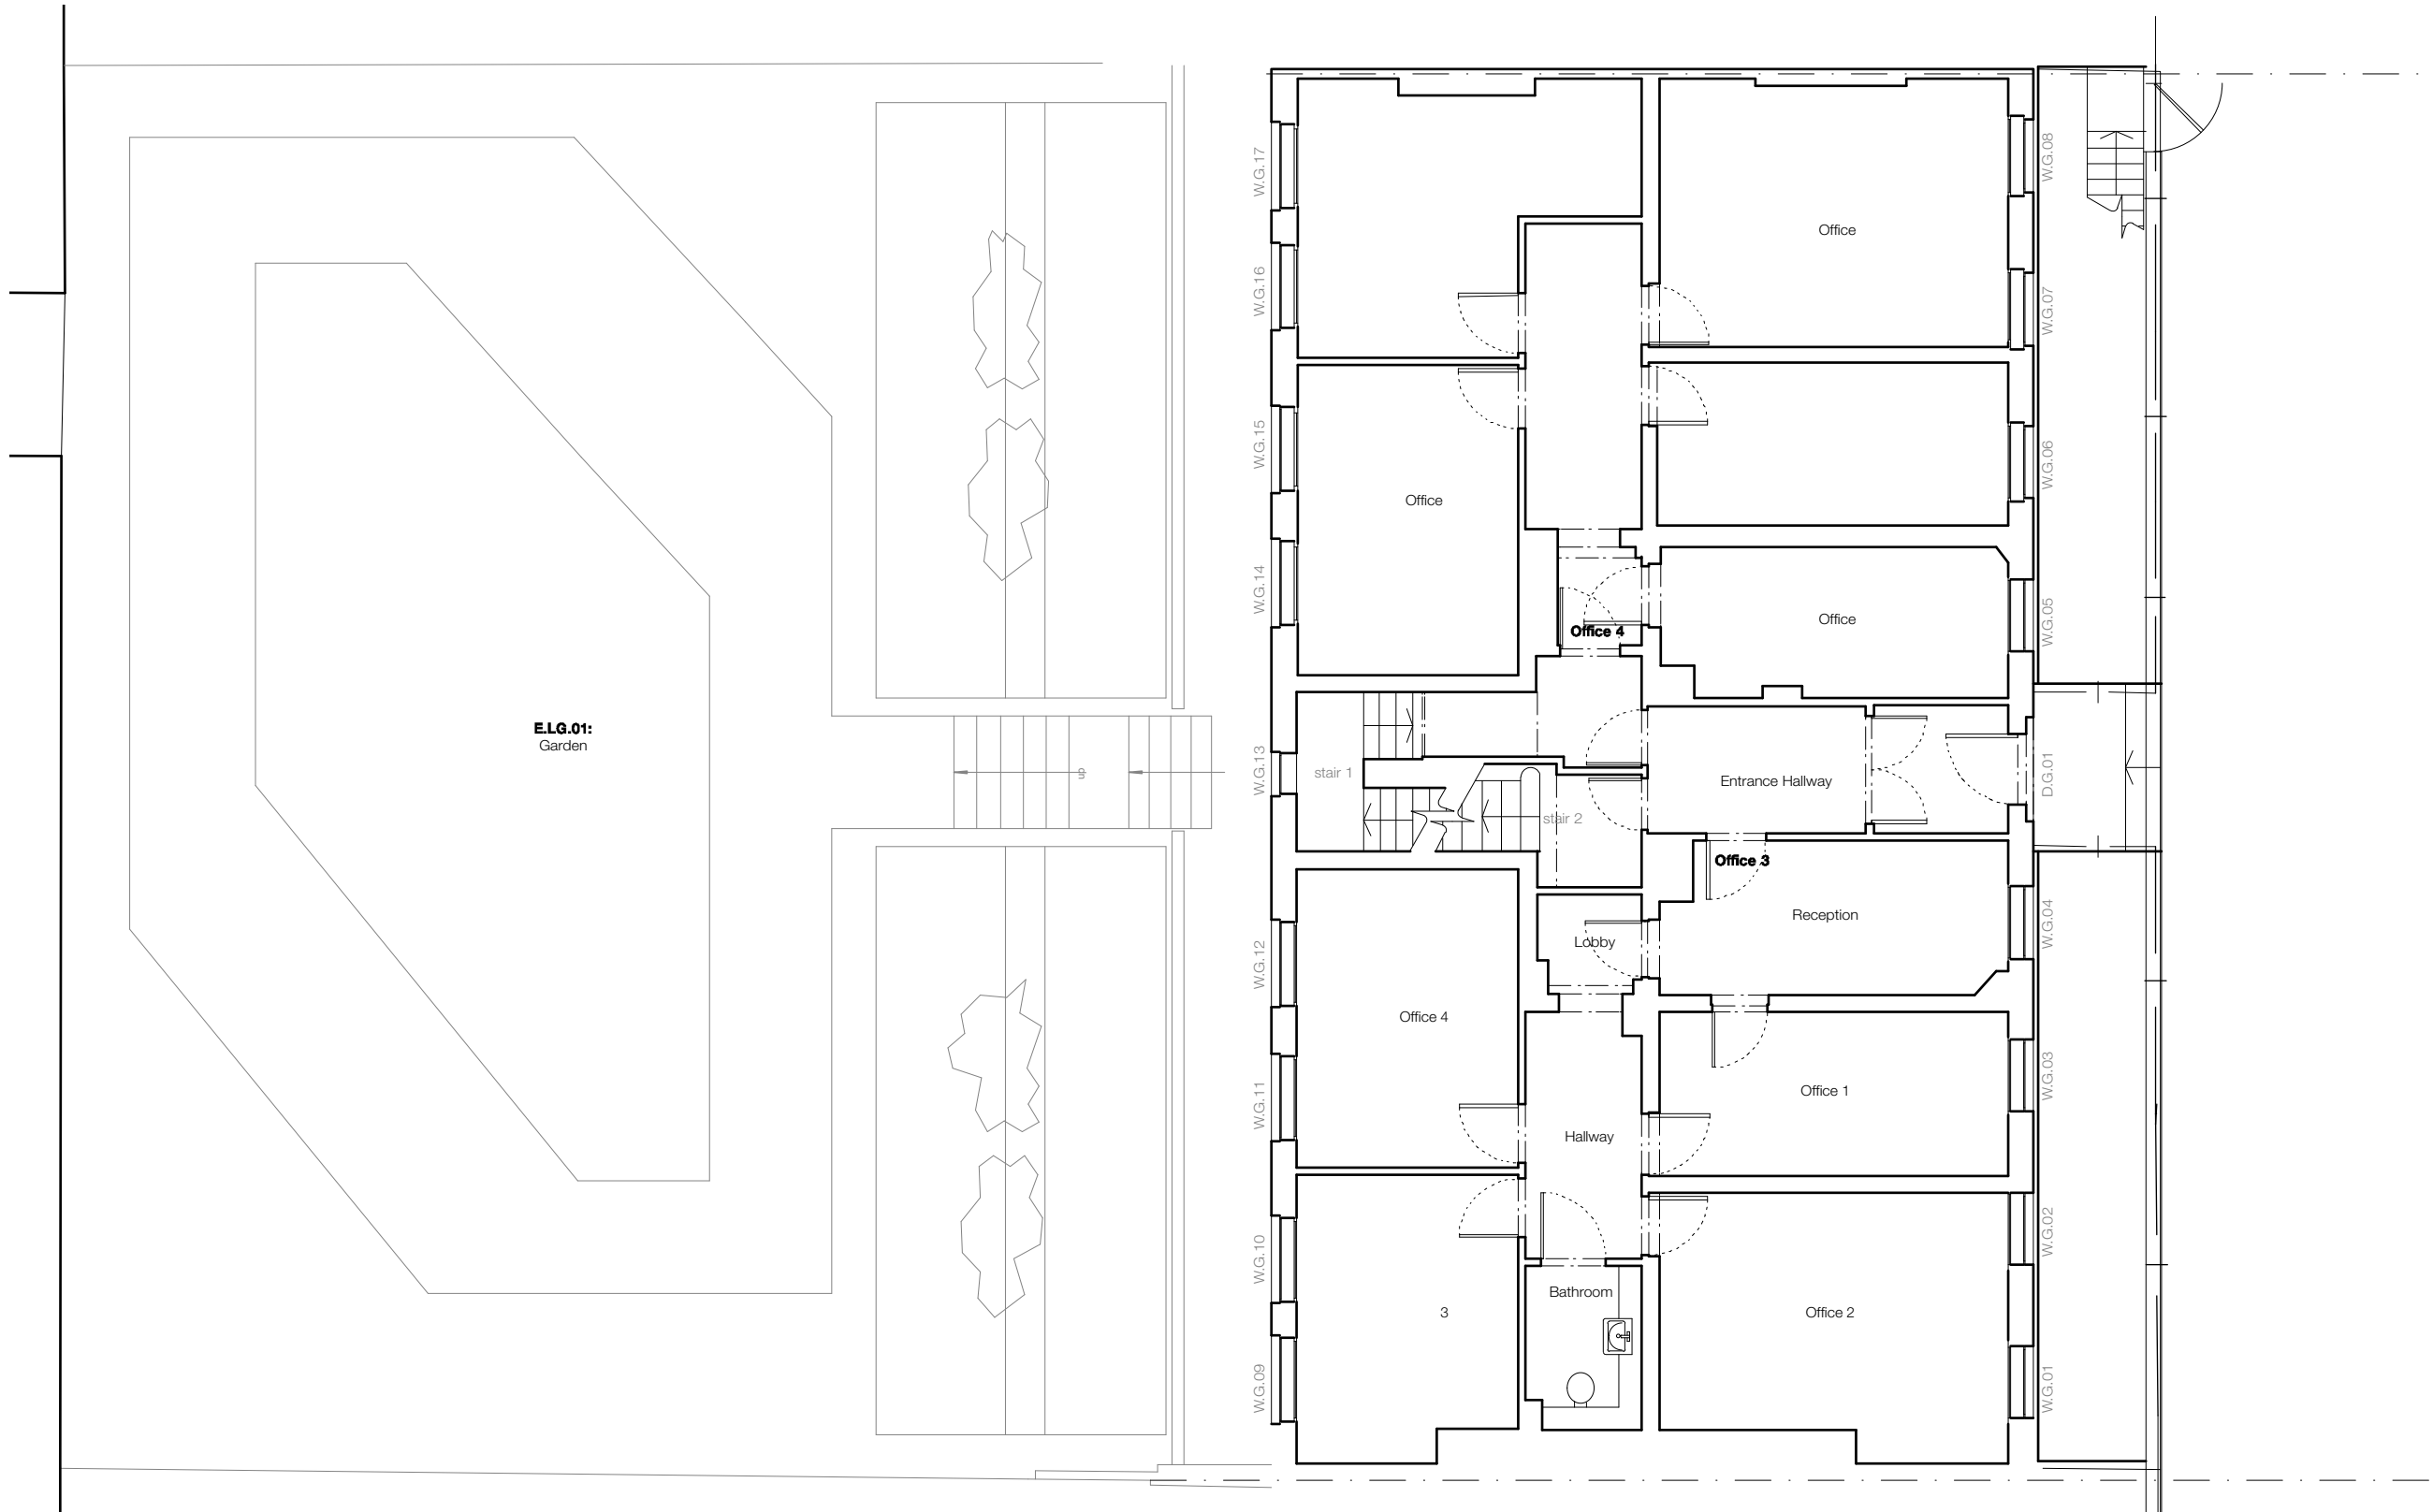 W.G.17
W.G.08
Office
W.G.16
W.G.07
W.G.15
W.G.06
Office
W.G.14
W.G.05
Office
Office 4
E.LG.01:
Garden
up
W.G.13
stair 1
Entrance Hallway
D.G.01
stair 2
Office 3
Reception
W.G.04
Lobby
W.G.12
Office 4
W.G.03
Office 1
W.G.11
Hallway
W.G.02
W.G.10
Bathroom
3
Office 2
W.G.09
W.G.01